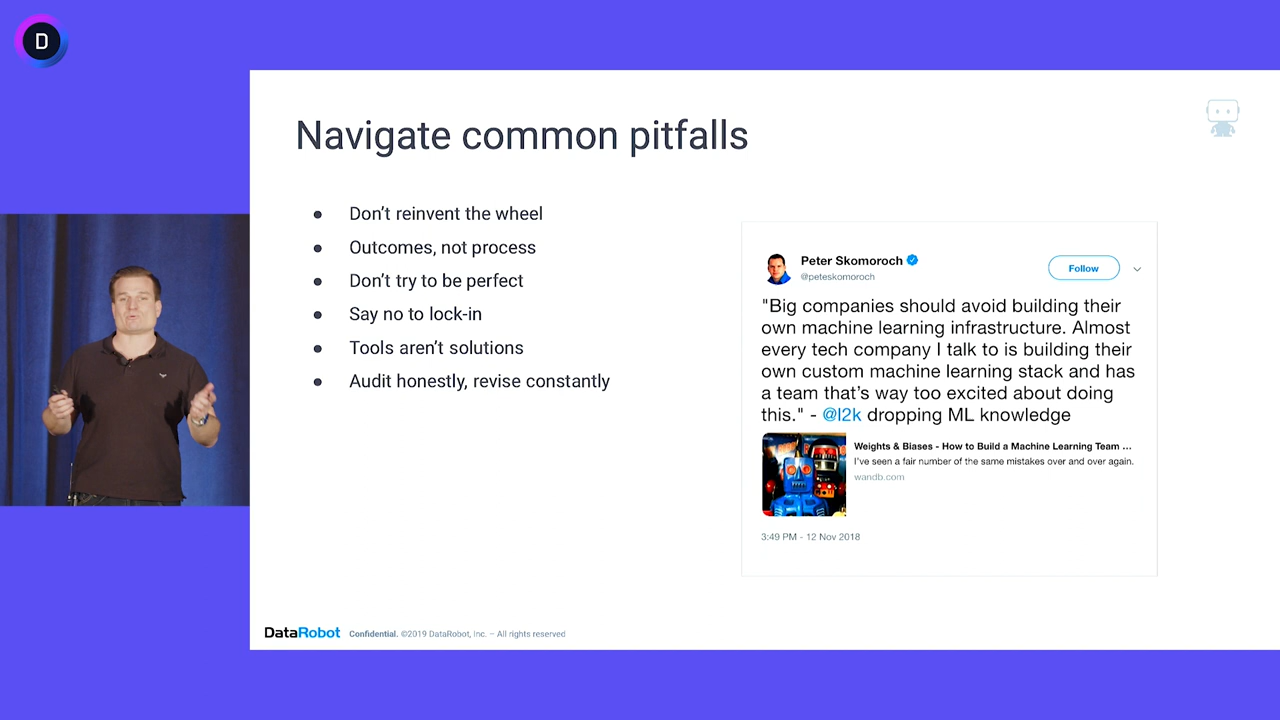 D
Navigate common pitfalls
● Don’t reinvent the wheel
● Outcomes, not process
● Don’t try to be perfect
● Say no to lock-in
● Tools aren’t solutions
● Audit honestly, revise constantly
Peter Skomoroch
@peteskomoroch
Follow
"Big companies should avoid building their
own machine learning infrastructure. Almost
every tech company I talk to is building their
own custom machine learning stack and has
a team that’s way too excited about doing
this." - @l2k dropping ML knowledge
Weights & Biases - How to Build a Machine Learning Team ...
I've seen a fair number of the same mistakes over and over again.
wandb.com
3:49 PM - 12 Nov 2018
DataRobot Confidential. ©2019 DataRobot, Inc. – All rights reserved